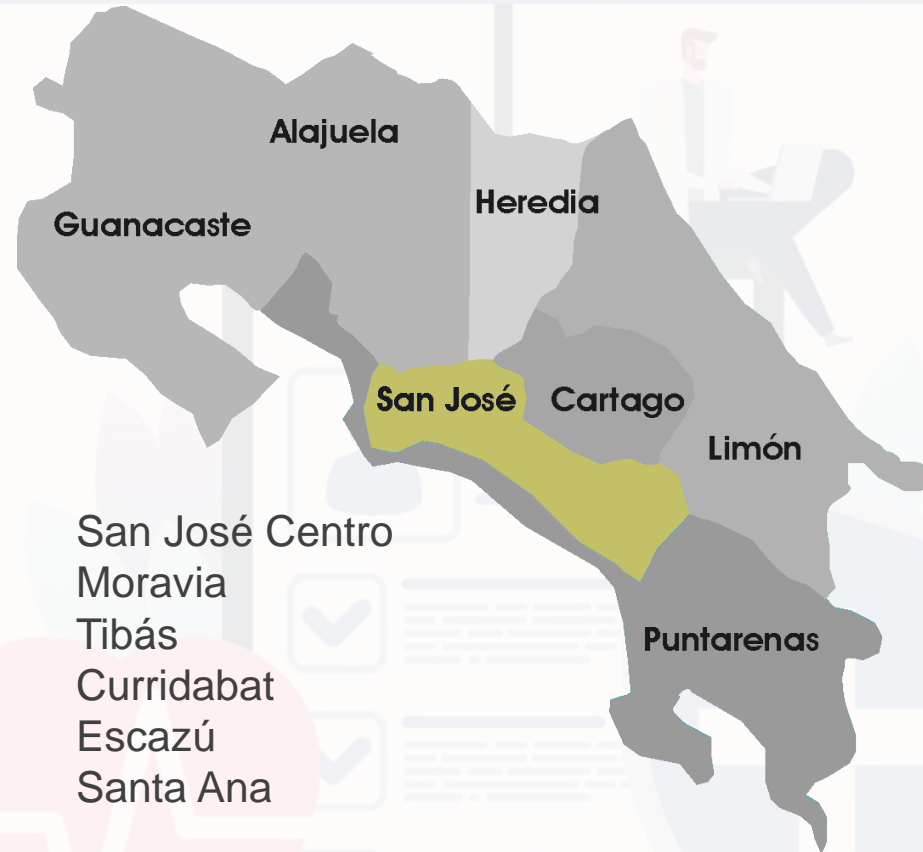 Alajuela
Heredia
Guanacaste
San José
Cartago
Limón
San José Centro
Moravia
Tibás
Curridabat
Escazú
Santa Ana
Puntarenas